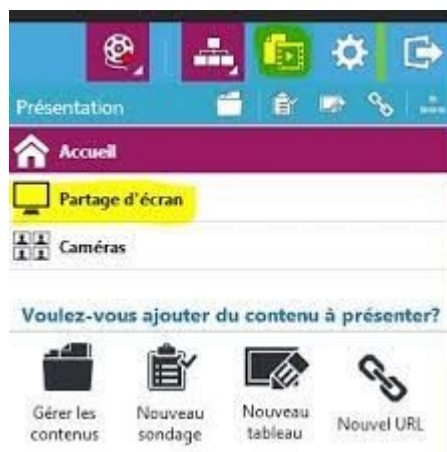 Présentation
Accueil
Partage d'écran
Caméras
Voulez-vous ajouter du contenu à présenter?
Gérer les contenus
Nouveau sondage
Nouveau tableau
Nouvel URL